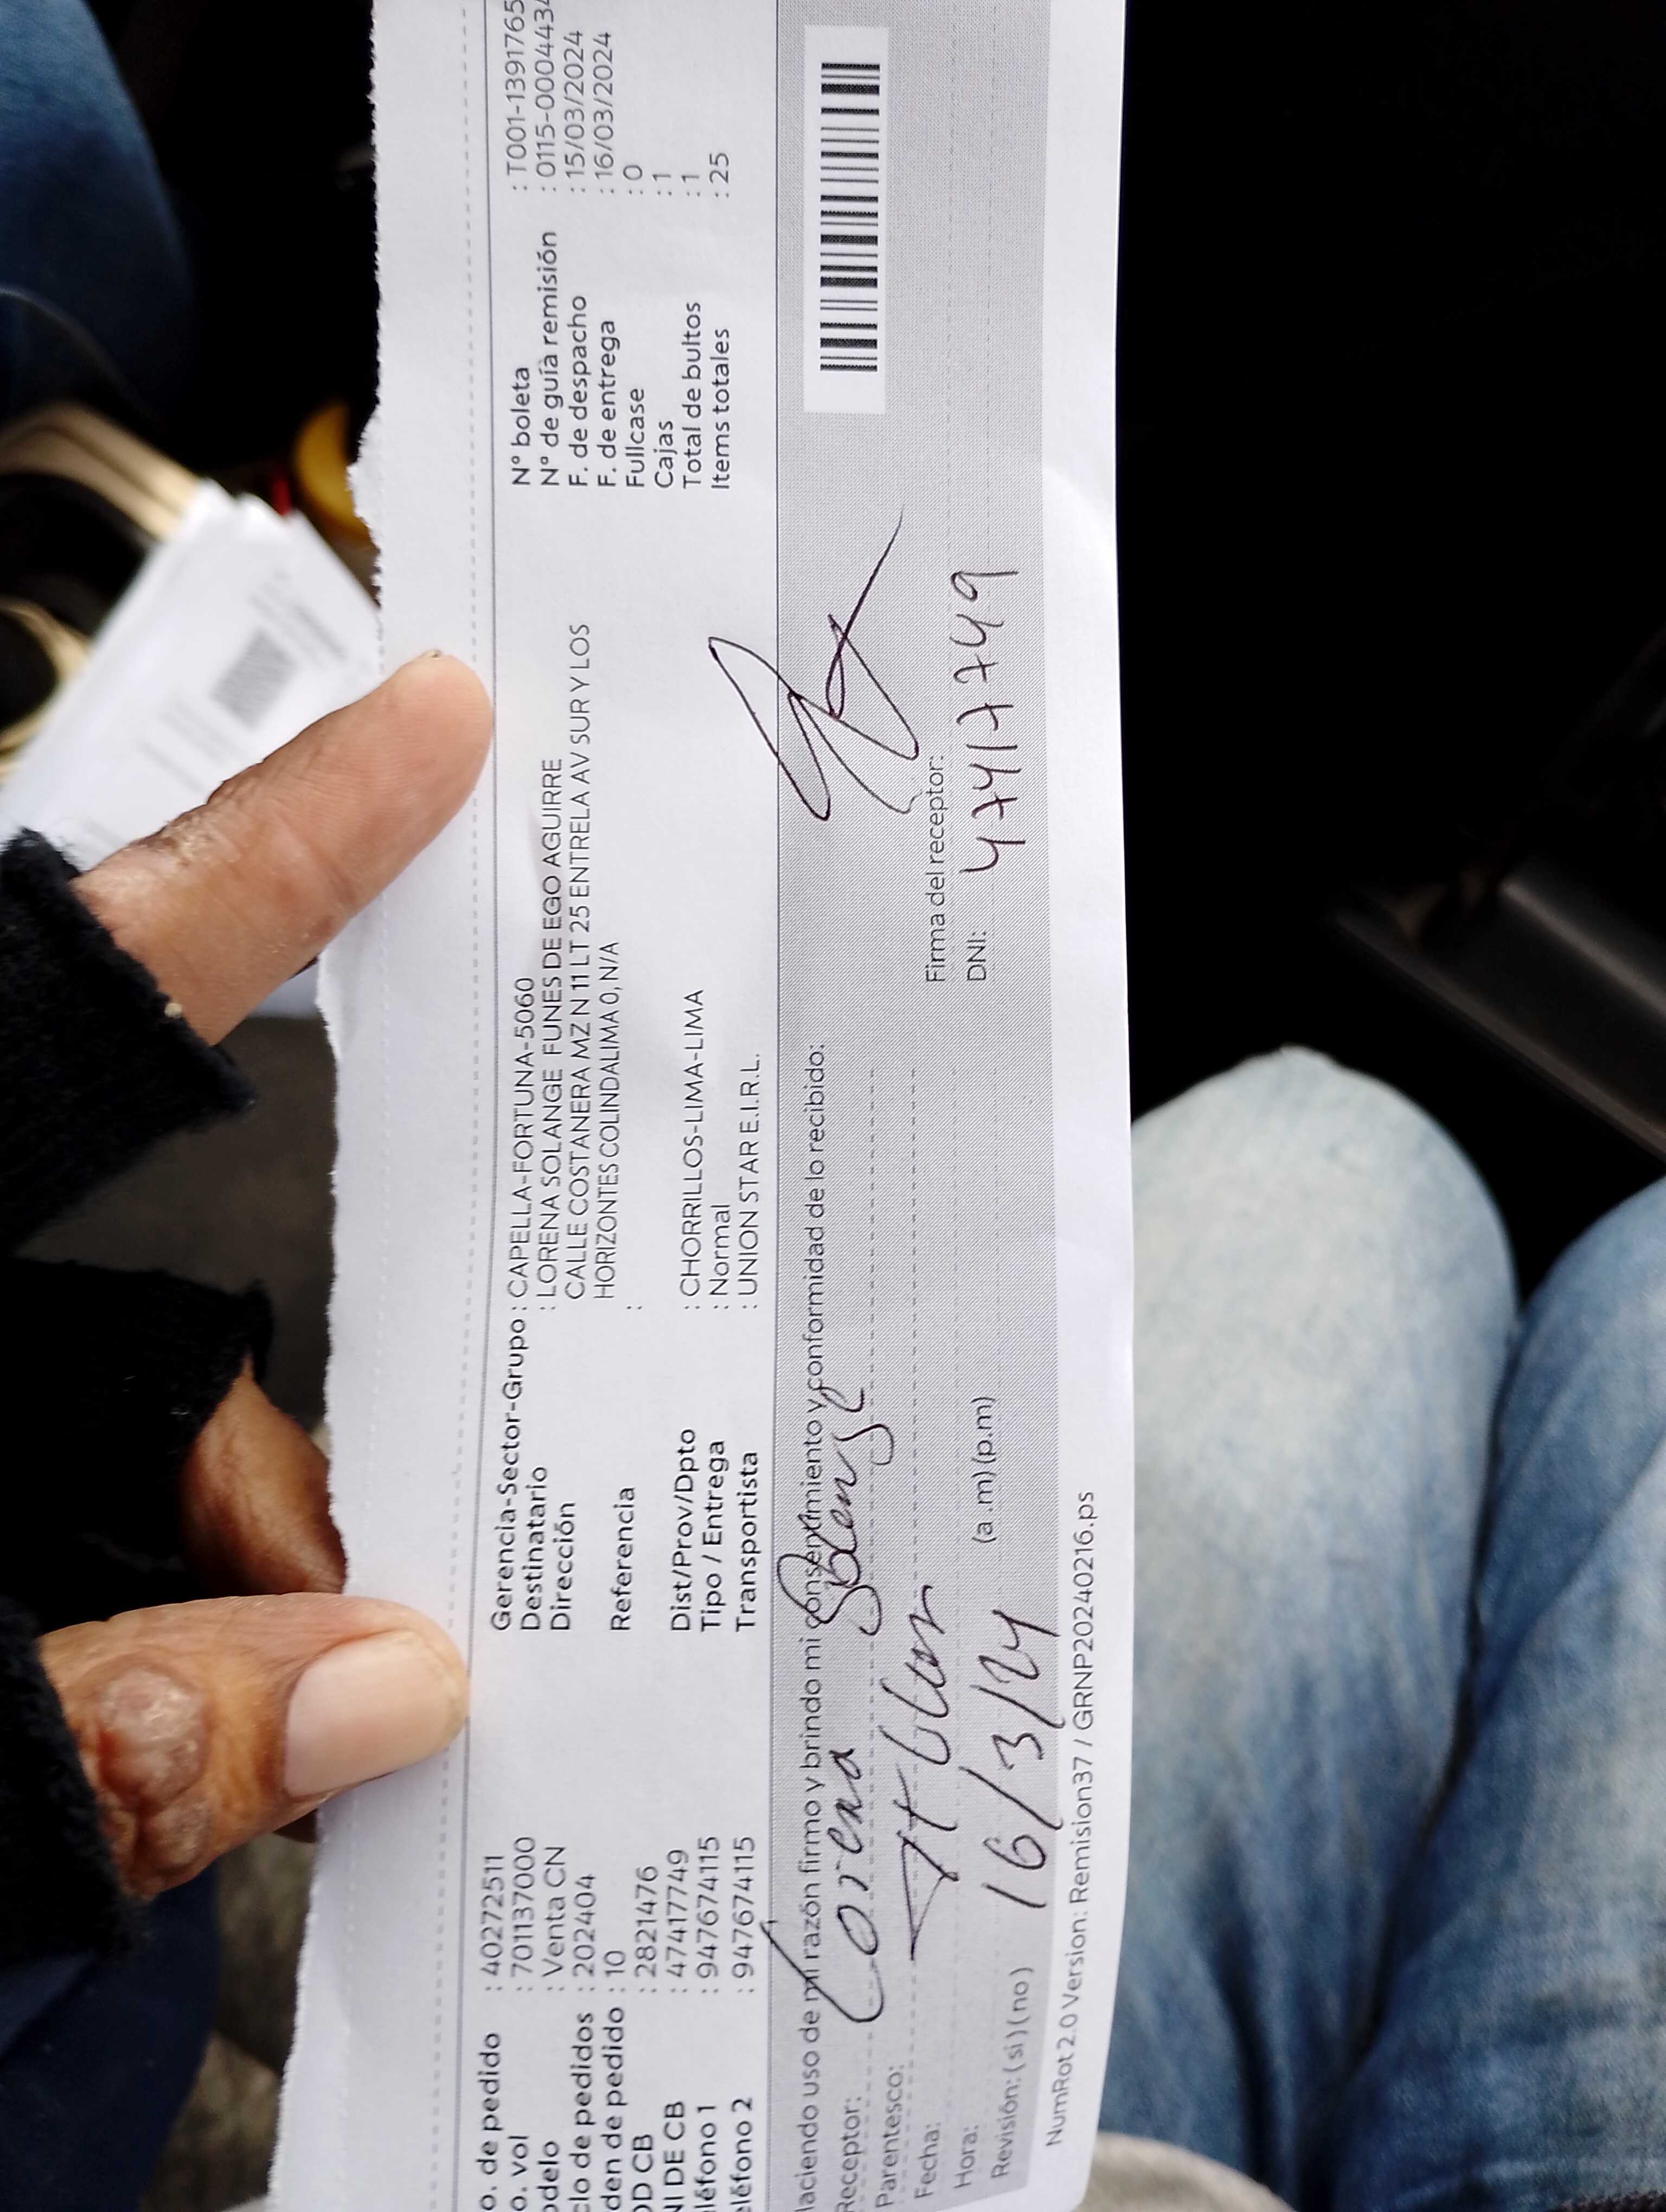 o. de pedido : 40272511
o. vol : 701137000
odelo : Venta CN
clo de pedidos : 202404
den de pedido : 10
OD CB : 2821476
NI DE CB : 47417749
léfono 1 : 947674115
eléfono 2 : 947674115
Gerencia-Sector-Grupo : CAPELLA-FORTUNA-5060
Destinatario : LORENA SOLANGE FUNES DE EGO AGUIRRE
Dirección CALLE COSTANERA MZ N 11 LT 25 ENTRE LA AV SUR Y LOS
HORIZONTES COLINDALIMA 0, N/A
Referencia :
Dist/Prov/Dpto : CHORRILLOS-LIMA-LIMA
Tipo / Entrega : Normal
Transportista : UNION STAR E.I.R.L.
N° boleta : T001-1391765
N° de guía remisión : 0115-0004434
F. de despacho : 15/03/2024
F. de entrega : 16/03/2024
Fullcase : 0
Cajas : 1
Total de bultos : 1
Items totales : 25
Haciendo uso de mi razón firmo y brindo mi consentimiento y conformidad de lo recibido:
Receptor: Lorena Solange
Parentesco: Titular
Fecha: 16/3/24
Hora: (a.m) (p.m)
Revisión: (si) (no)
Firma del receptor:
DNI: 47417749
NumRot 2.0 Version: Remision37 / GRNP20240216.ps